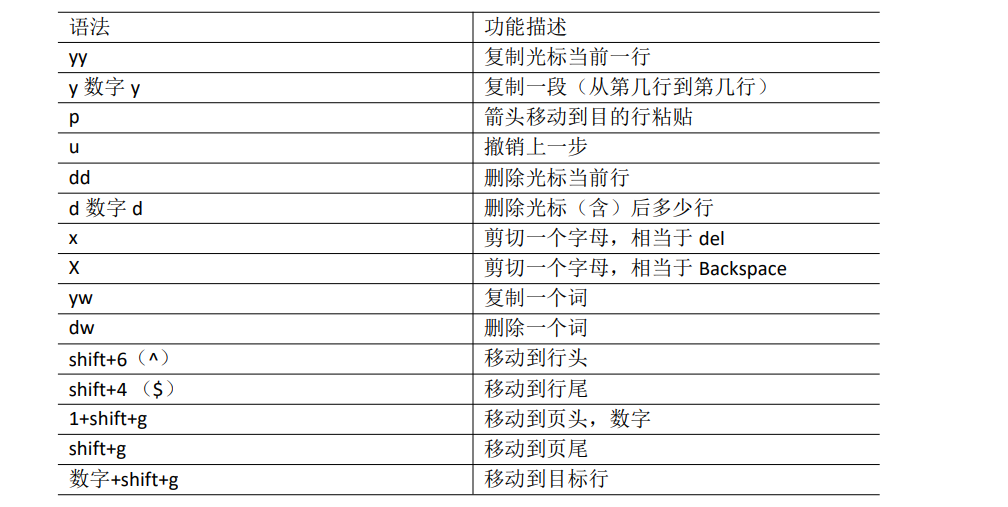 语法 功能描述
yy 复制光标当前一行
y 数字 y 复制一段（从第几行到第几行）
p 箭头移动到目的行粘贴
u 撤销上一步
dd 删除光标当前行
d 数字 d 删除光标（含）后多少行
x 剪切一个字母，相当于 del
X 剪切一个字母，相当于 Backspace
yw 复制一个词
dw 删除一个词
shift+6（^） 移动到行头
shift+4 （$） 移动到行尾
1+shift+g 移动到页头，数字
shift+g 移动到页尾
数字+shift+g 移动到目标行